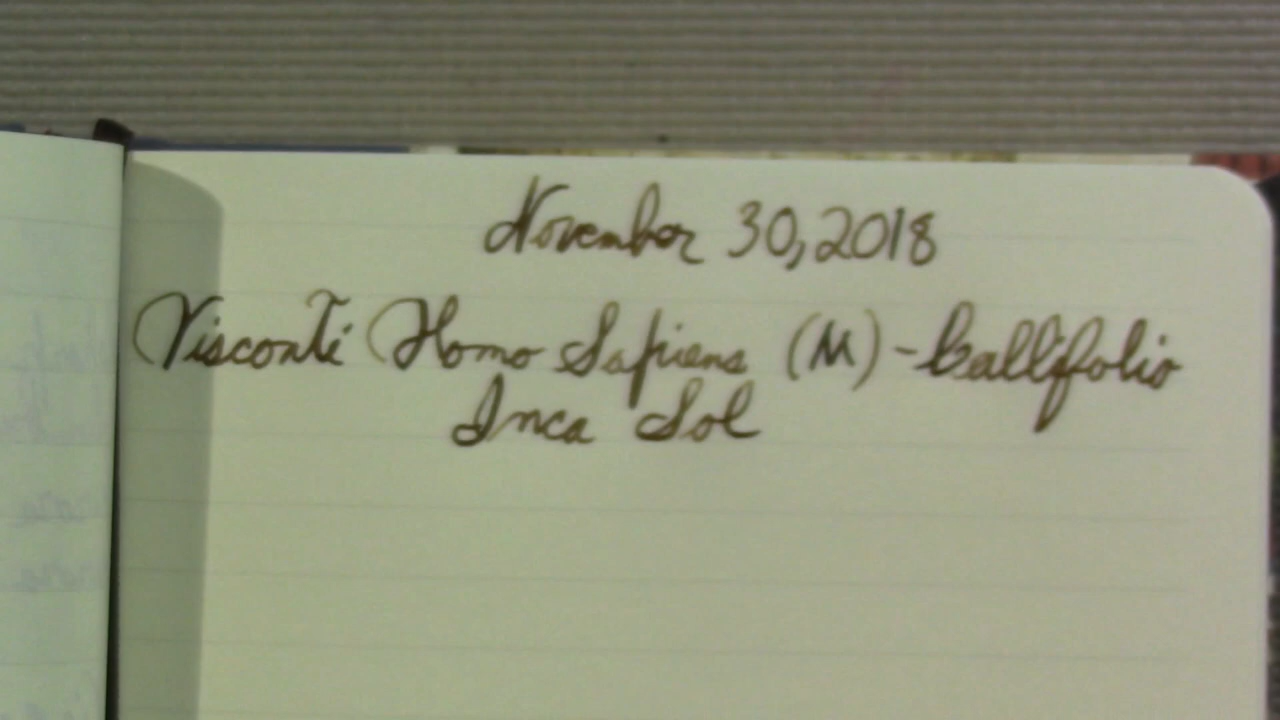 November 30, 2018
Visconti Homo Sapiens (M) - Callifolio
Inca Sol